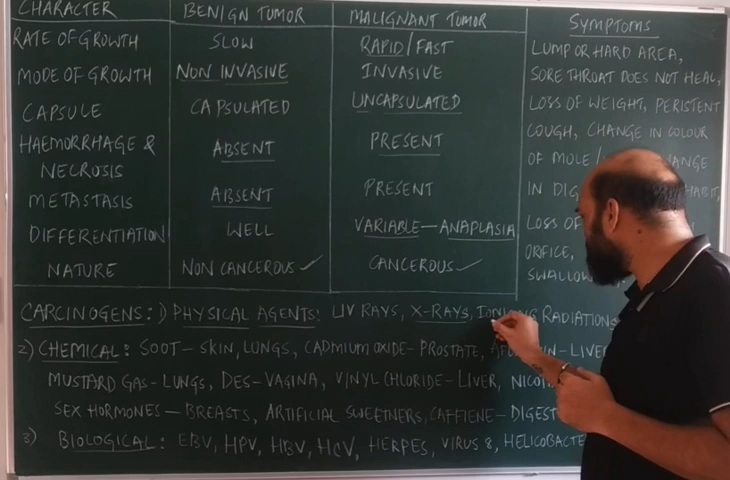 CHARACTER BENIGN TUMOR MALIGNANT TUMOR SYMPTOMS
RATE OF GROWTH SLOW RAPID/FAST LUMP OR HARD AREA,
MODE OF GROWTH NON INVASIVE INVASIVE SORE THROAT DOES NOT HEAL,
CAPSULE CAPSULATED UNCAPSULATED LOSS OF WEIGHT, PERISTENT
HAEMORRHAGE & ABSENT PRESENT COUGH, CHANGE IN COLOUR
NECROSIS OF MOLE/
METASTASIS ABSENT PRESENT IN HABIT,
DIFFERENTIATION WELL VARIABLE-ANAPLASIA LOSS OF
NATURE NON CANCEROUS ✓ CANCEROUS ✓ ORIFICE,
CARCINOGENS: 1) PHYSICAL AGENTS: UV RAYS, X-RAYS, RADIATIONS
2) CHEMICAL: SOOT-SKIN, LUNGS, CADMIUM OXIDE-PROSTATE, -LIVER
MUSTARD GAS-LUNGS, DES-VAGINA, VINYL CHLORIDE-LIVER,
SEX HORMONES-BREASTS, ARTIFICIAL SWEETNERS, CAFFIENE-
3) BIOLOGICAL: EBV, HPV, HBV, HCV, HERPES, VIRUS 8,